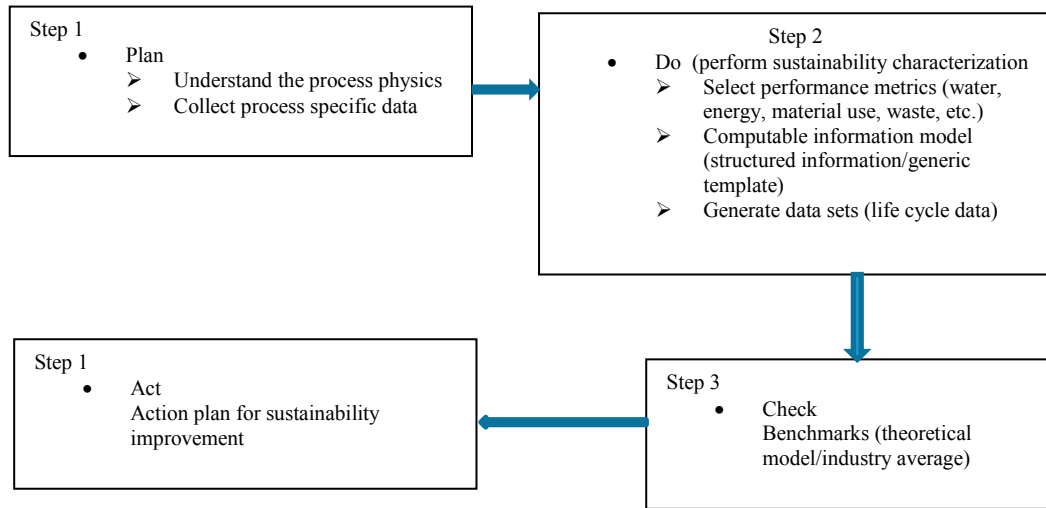 Step 1
• Plan
➢ Understand the process physics
➢ Collect process specific data
Step 2
• Do (perform sustainability characterization
➢ Select performance metrics (water,
energy, material use, waste, etc.)
➢ Computable information model
(structured information/generic
template)
➢ Generate data sets (life cycle data)
Step 3
• Check
Benchmarks (theoretical
model/industry average)
Step 1
• Act
Action plan for sustainability
improvement